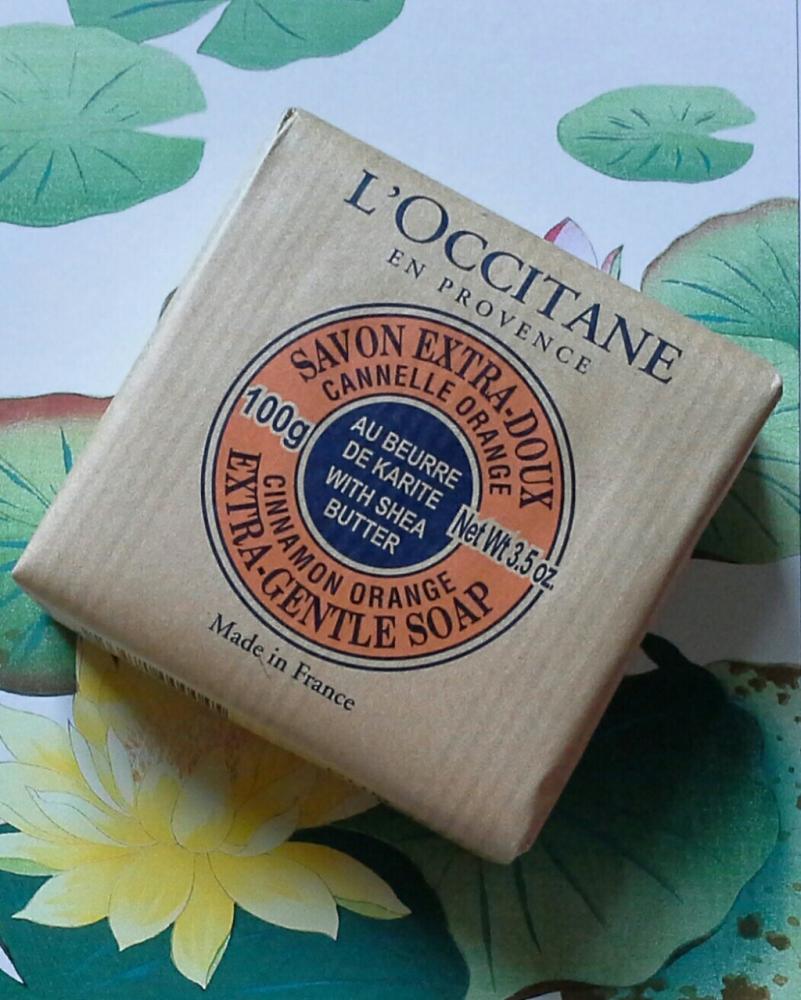 L'OCCITANE
EN PROVENCE
SAVON EXTRA-DOUX
CANNELLE ORANGE
100g
AU BEURRE
DE KARITE
WITH SHEA
BUTTER
Net Wt 3.5 oz.
CINNAMON ORANGE
EXTRA-GENTLE SOAP
Made in France